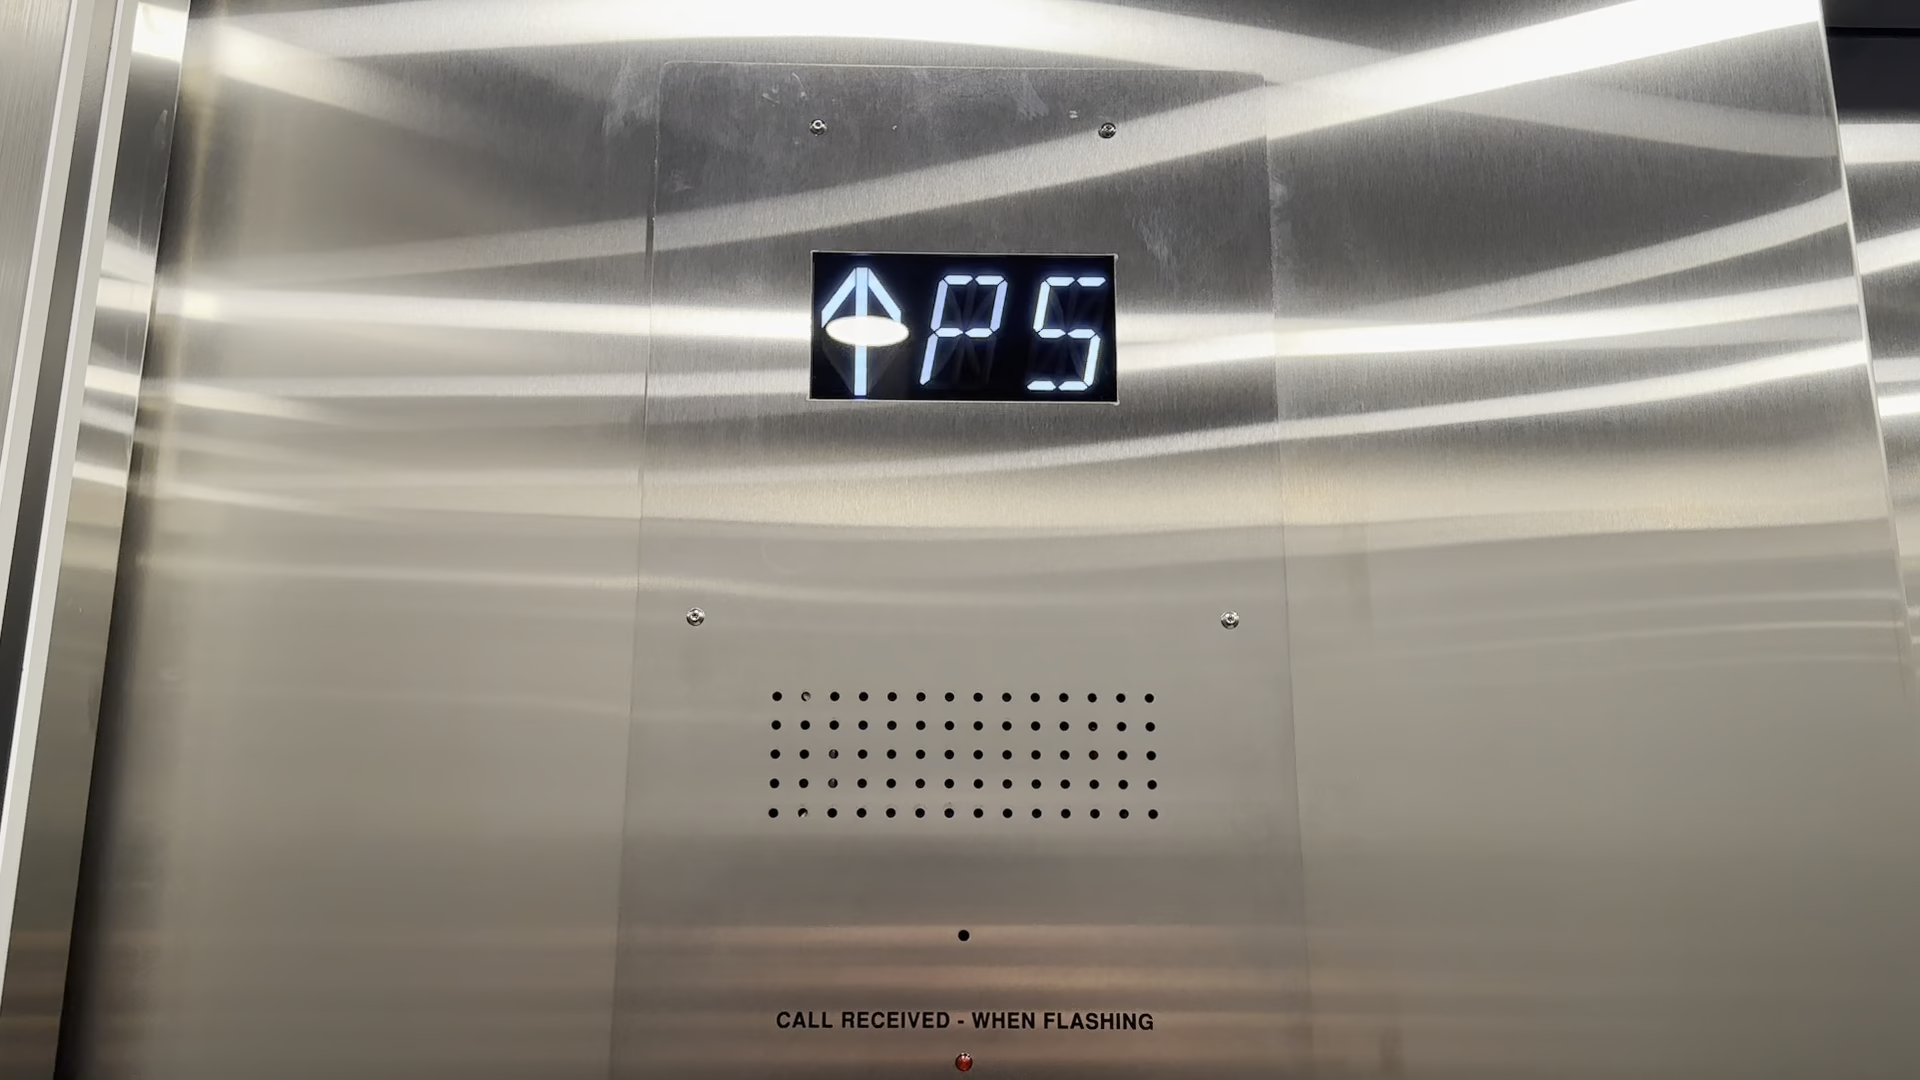 ↑ P5
CALL RECEIVED - WHEN FLASHING